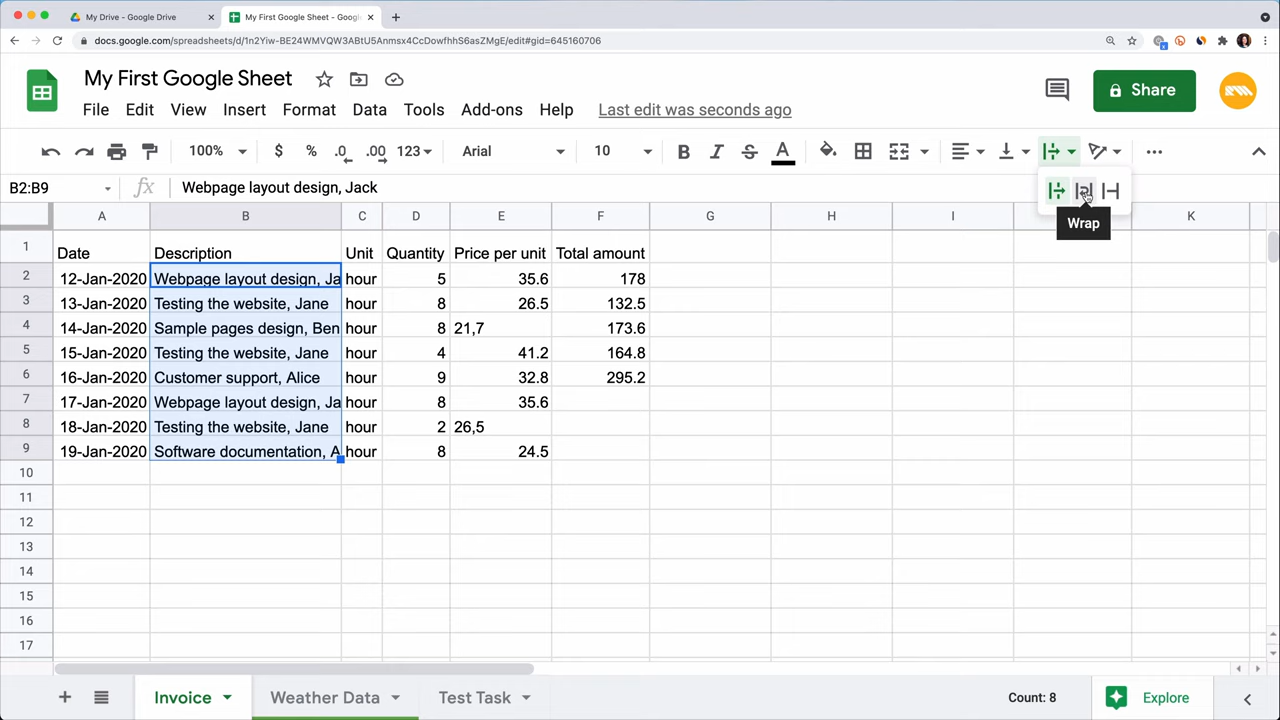 My Drive - Google Drive
My First Google Sheet - Googl
docs.google.com/spreadsheets/d/1n2Yiw-BE24WMVQW3ABtU5Anmsx4CcDowfhhS6asZMgE/edit#gid=645160706
My First Google Sheet
File Edit View Insert Format Data Tools Add-ons Help Last edit was seconds ago
Share
100% $ % .0 .00 123 Arial 10 B I S A
B2:B9 fx Webpage layout design, Jack
Wrap
A B C D E F G H I J K
1 Date Description Unit Quantity Price per unit Total amount
2 12-Jan-2020 Webpage layout design, Ja hour 5 35.6 178
3 13-Jan-2020 Testing the website, Jane hour 8 26.5 132.5
4 14-Jan-2020 Sample pages design, Ben hour 8 21,7 173.6
5 15-Jan-2020 Testing the website, Jane hour 4 41.2 164.8
6 16-Jan-2020 Customer support, Alice hour 9 32.8 295.2
7 17-Jan-2020 Webpage layout design, Ja hour 8 35.6
8 18-Jan-2020 Testing the website, Jane hour 2 26,5
9 19-Jan-2020 Software documentation, A hour 8 24.5
10
11
12
13
14
15
16
17
Invoice Weather Data Test Task Count: 8 Explore